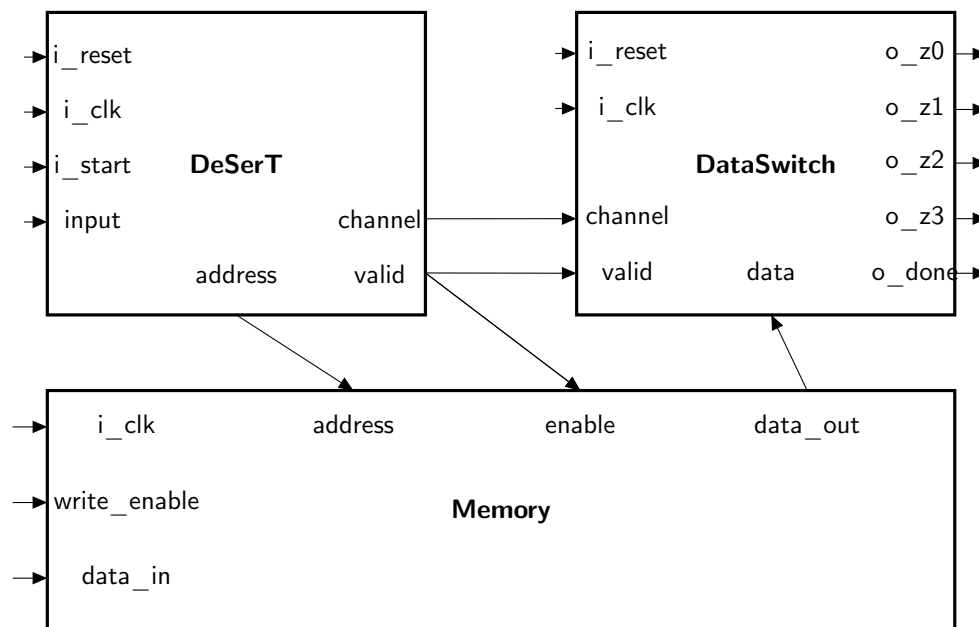 i_reset
i_clk
i_start
input
DeSerT
channel
address
valid
i_reset
i_clk
channel
valid
DataSwitch
data
o_z0
o_z1
o_z2
o_z3
o_done
i_clk
address
enable
data_out
write_enable
Memory
data_in